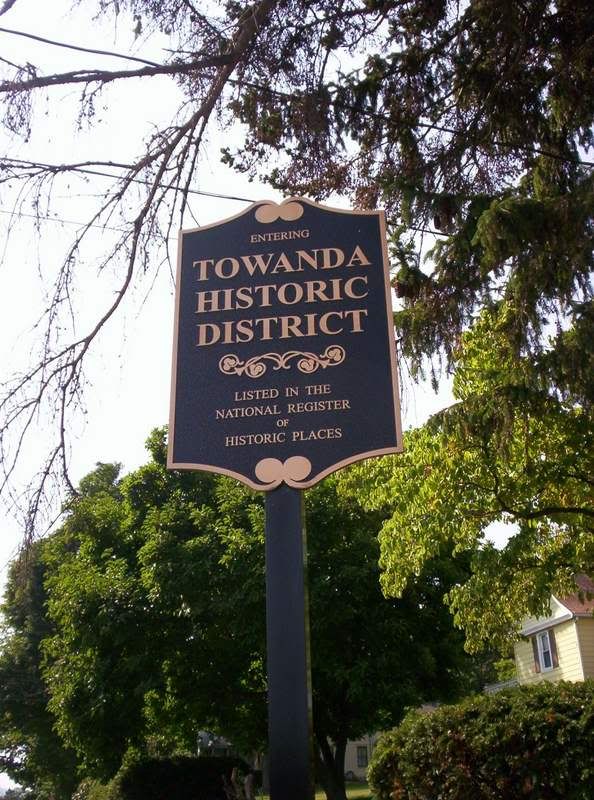 ENTERING
TOWANDA
HISTORIC
DISTRICT
LISTED IN THE
NATIONAL REGISTER
OF
HISTORIC PLACES